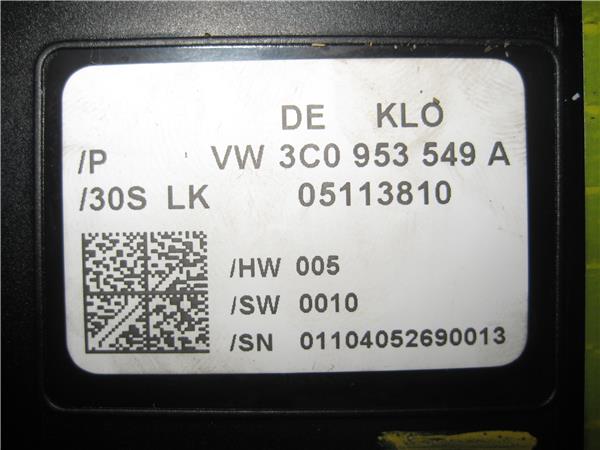 DE KLO
/P VW 3C0 953 549 A
/30S LK 05113810
/HW 005
/SW 0010
/SN 01104052690013